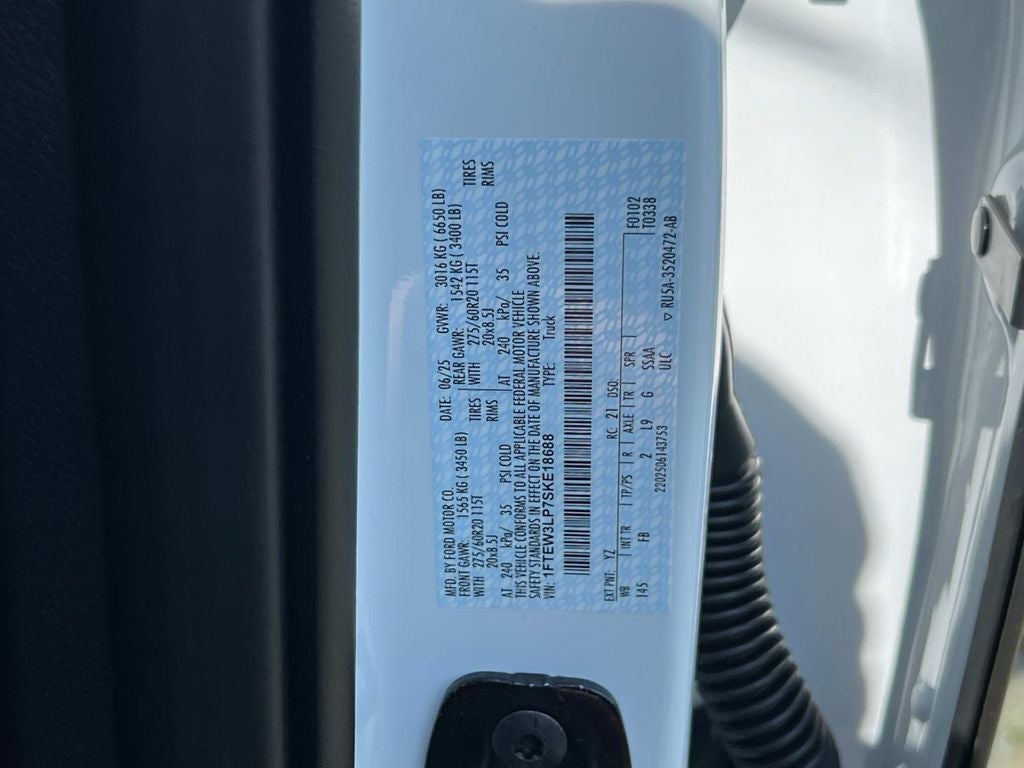 MFD. BY FORD MOTOR CO. DATE: 06/25 GVWR: 3016 KG ( 6650 LB)
FRONT GAWR: 1565 KG ( 3450 LB) REAR GAWR: 1542 KG ( 3400 LB)
WITH 275/60R20 115T TIRES WITH 275/60R20 115T TIRES
20x8.5J RIMS 20x8.5J RIMS
AT 240 kPa/ 35 PSI COLD AT 240 kPa/ 35 PSI COLD
THIS VEHICLE CONFORMS TO ALL APPLICABLE FEDERAL MOTOR VEHICLE
SAFETY STANDARDS IN EFFECT ON THE DATE OF MANUFACTURE SHOWN ABOVE.
VIN: 1FTEW3LP7SKE18688 TYPE: Truck
EXT PNT: YZ RC: 21 DSO: F0102
WB INT TR TP/PS R AXLE TR SPR T0338
145 FB 2 L9 G SSAA
2202506143753 ULC ▽ RU5A-3520472-AB